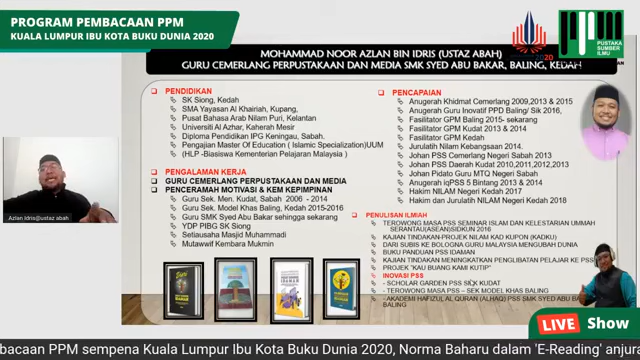 PROGRAM PEMBACAAN PPM
KUALA LUMPUR IBU KOTA BUKU DUNIA 2020
2020
PUSTAKA
SUMBER
ILMU
MOHAMMAD NOOR AZLAN BIN IDRIS (USTAZ ABAH)
GURU CEMERLANG PERPUSTAKAAN DAN MEDIA SMK SYED ABU BAKAR, BALING, KEDAH
PENDIDIKAN
SK Siong, Kedah
SMA Yayasan Al Khairiah, Kupang,
Pusat Bahasa Arab Nilam Puri, Kelantan
Universiti Al Azhar, Kaherah Mesir
Diploma Pendidikan IPG Keningau, Sabah.
Pengajian Master Of Education ( Islamic Specialization)UUM
(HLP -Biasiswa Kementerian Pelajaran Malaysia )
PENGALAMAN KERJA
GURU CEMERLANG PERPUSTAKAAN DAN MEDIA
PENCERAMAH MOTIVASI & KEM KEPIMPINAN
Guru Sek. Men. Kudat, Sabah 2006 - 2014
Guru Sek. Model Khas Baling, Kedah 2015-2016
Guru SMK Syed Abu Bakar sehingga sekarang
YDP PIBG SK Siong
Setiausaha Masjid Muhammadi
Mutawwif Kembara Mukmin
PENCAPAIAN
Anugerah Khidmat Cemerlang 2009,2013 & 2015
Anugerah Guru Inovatif PPD Baling/ Sik 2016,
Fasilitator GPM Baling 2015- sekarang
Fasilitator GPM Kudat 2013 & 2014
Fasilitator GPM Kedah
Jurulatih Nilam Kebangsaan 2014.
Johan PSS Cemerlang Negeri Sabah 2013
Johan PSS Daerah Kudat 2010,2011,2012,2013
Johan Pidato Guru MTQ Negeri Sabah
Anugerah iqPSS 5 Bintang 2013 & 2014
Hakim NILAM Negeri Kedah 2017
Hakim dan Jurulatih NILAM Negeri Kedah 2018
PENULISAN ILMIAH
TEROWONG MASA PSS SEMINAR ISLAM DAN KELESTARIAN UMMAH
SERANTAU(ASEAN)SIDKUN 2016
KAJIAN TINDAKAN-PROJEK NILAM KAD KUPON (KADKU)
DARI SUBIS KE BOLOGNA GURU MALAYSIA MENGUBAH DUNIA
BUKU PANDUAN PSS IDAMAN
KAJIAN TINDAKAN MENINGKATKAN PENGLIBATAN PELAJAR KE PSS
PROJEK "KAU BUANG KAMI KUTIP"
INOVASI PSS
- SCHOLAR GARDEN PSS SEK KUDAT
- TEROWONG MASA PSS – SEK MODEL KHAS BALING
- AKADEMI HAFIZUL AL QURAN (ALHAQ) PSS SMK SYED ABU BA
BALING
Azlan Idris@ustaz abah
LIVE Show!
bacaan PPM sempena Kuala Lumpur Ibu Kota Buku Dunia 2020, Norma Baharu dalam 'E-Reading' anjura